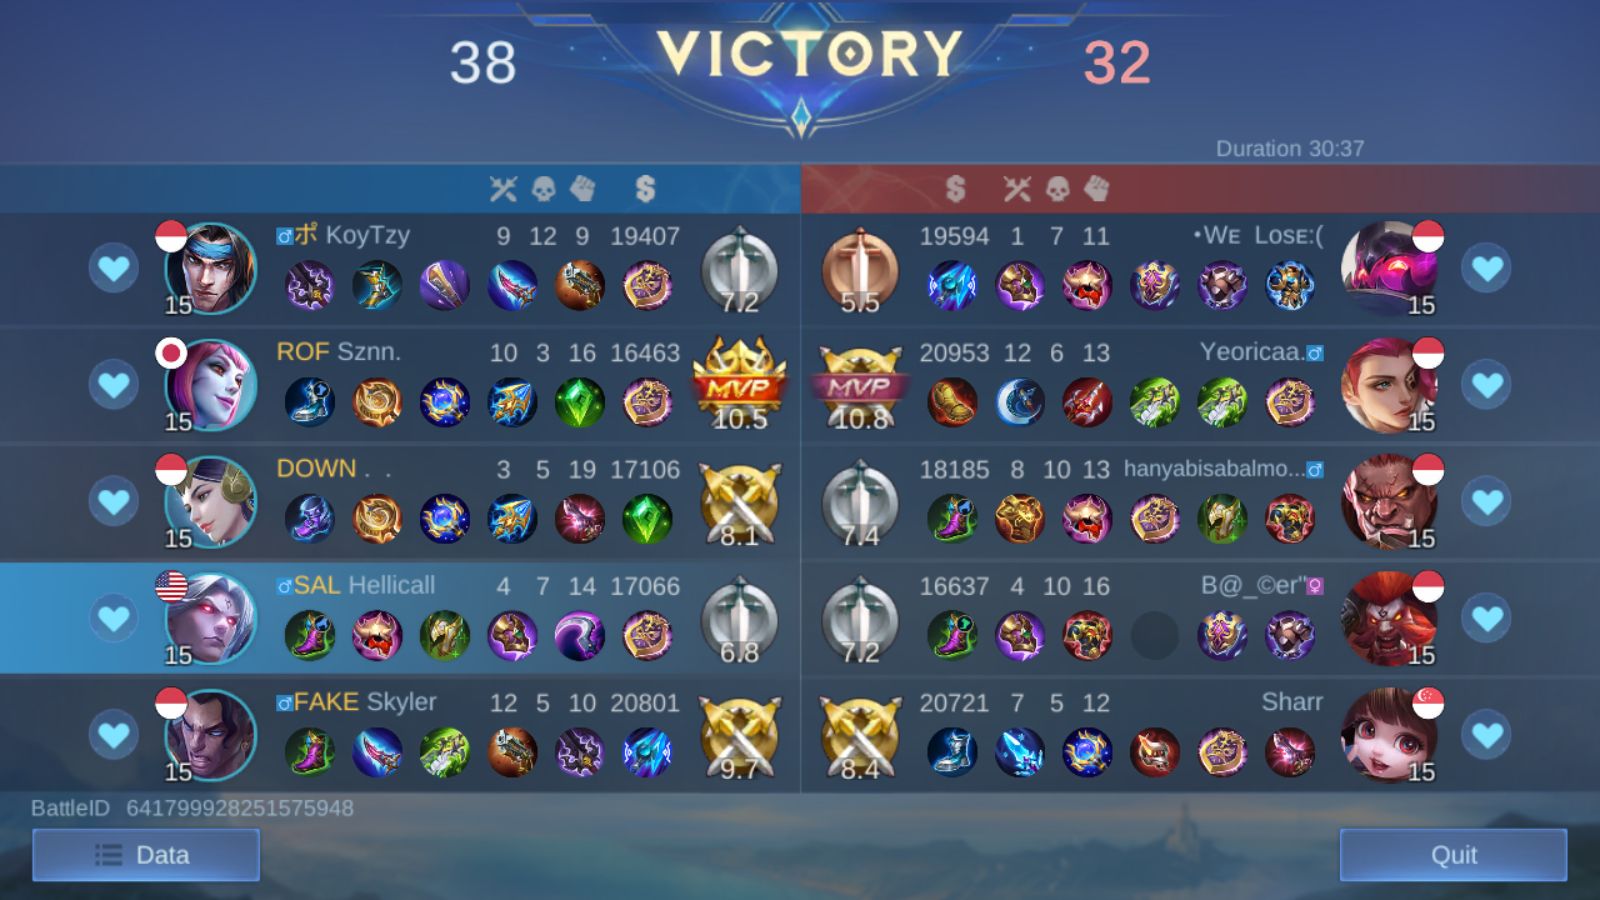 38 VICTORY 32
Duration 30:37
ポ KoyTzy 9 12 9 19407 7.2 15
5.5 19594 1 7 11 •Wᴇ Lᴏsᴇ:( 15
ROF Sznn. 10 3 16 16463 MVP 10.5 15
MVP 10.8 20953 12 6 13 Yeoricaa. 15
DOWN . . 3 5 19 17106 8.1 15
7.4 18185 8 10 13 hanyabisabalmo... 15
SAL Hellicall 4 7 14 17066 6.8 15
7.2 16637 4 10 16 B@_©er" 15
FAKE Skyler 12 5 10 20801 9.7 15
8.4 20721 7 5 12 Sharr 15
BattleID 641799928251575948
Data
Quit